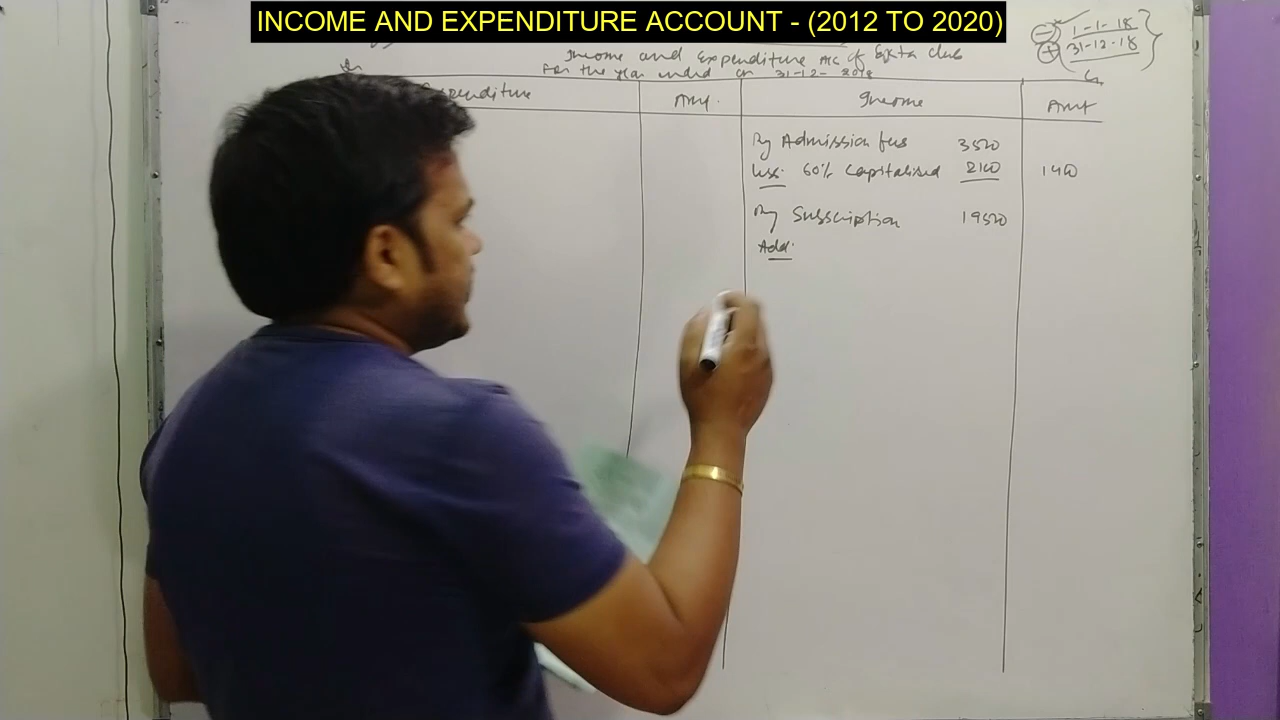 INCOME AND EXPENDITURE ACCOUNT - (2012 TO 2020)
- 1-1-18
+ 31-12-18
Income and Expenditure A/c of Club
For the year ended on 31-12-2018
Expenditure Amt. Income Amt
By Admission fees 3500
Less: 60% Capitalised 2100 1400
By Subscription 19500
Add: